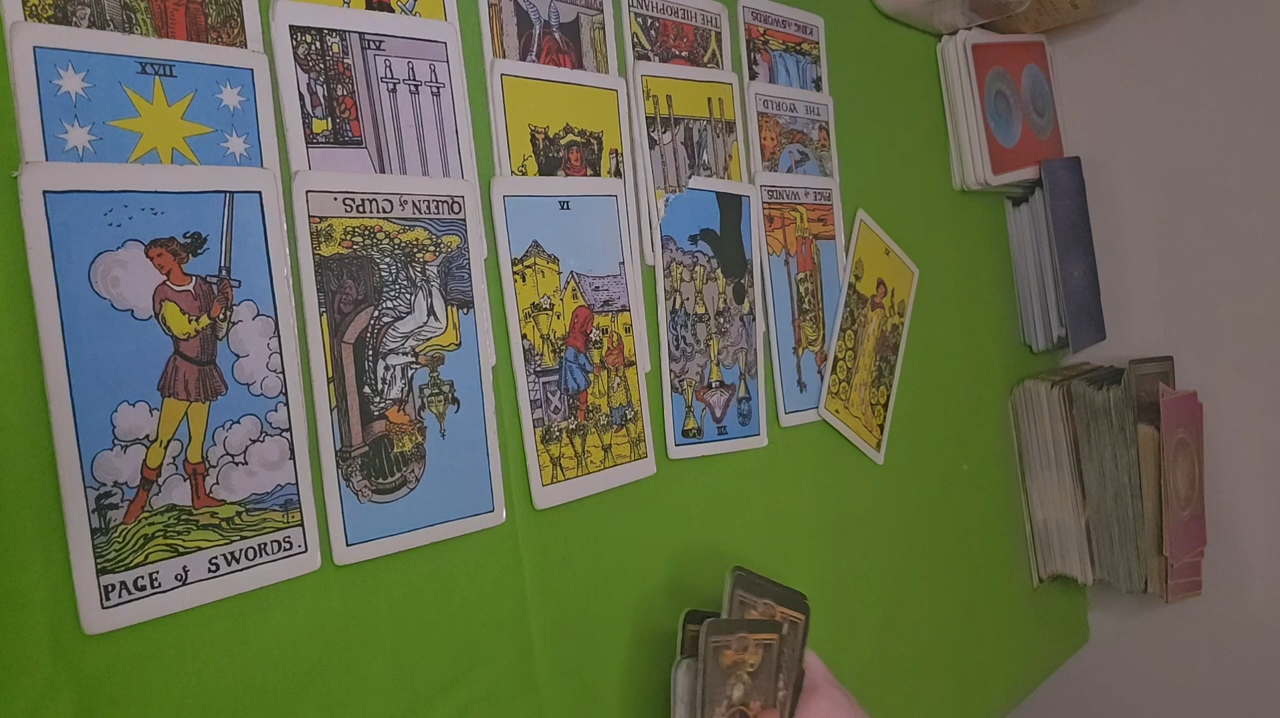 THE HIEROPHANT
KING of SWORDS
XVII
IV
THE WORLD.
PAGE of SWORDS.
QUEEN of CUPS.
VI
VII
PAGE of WANDS.
IX